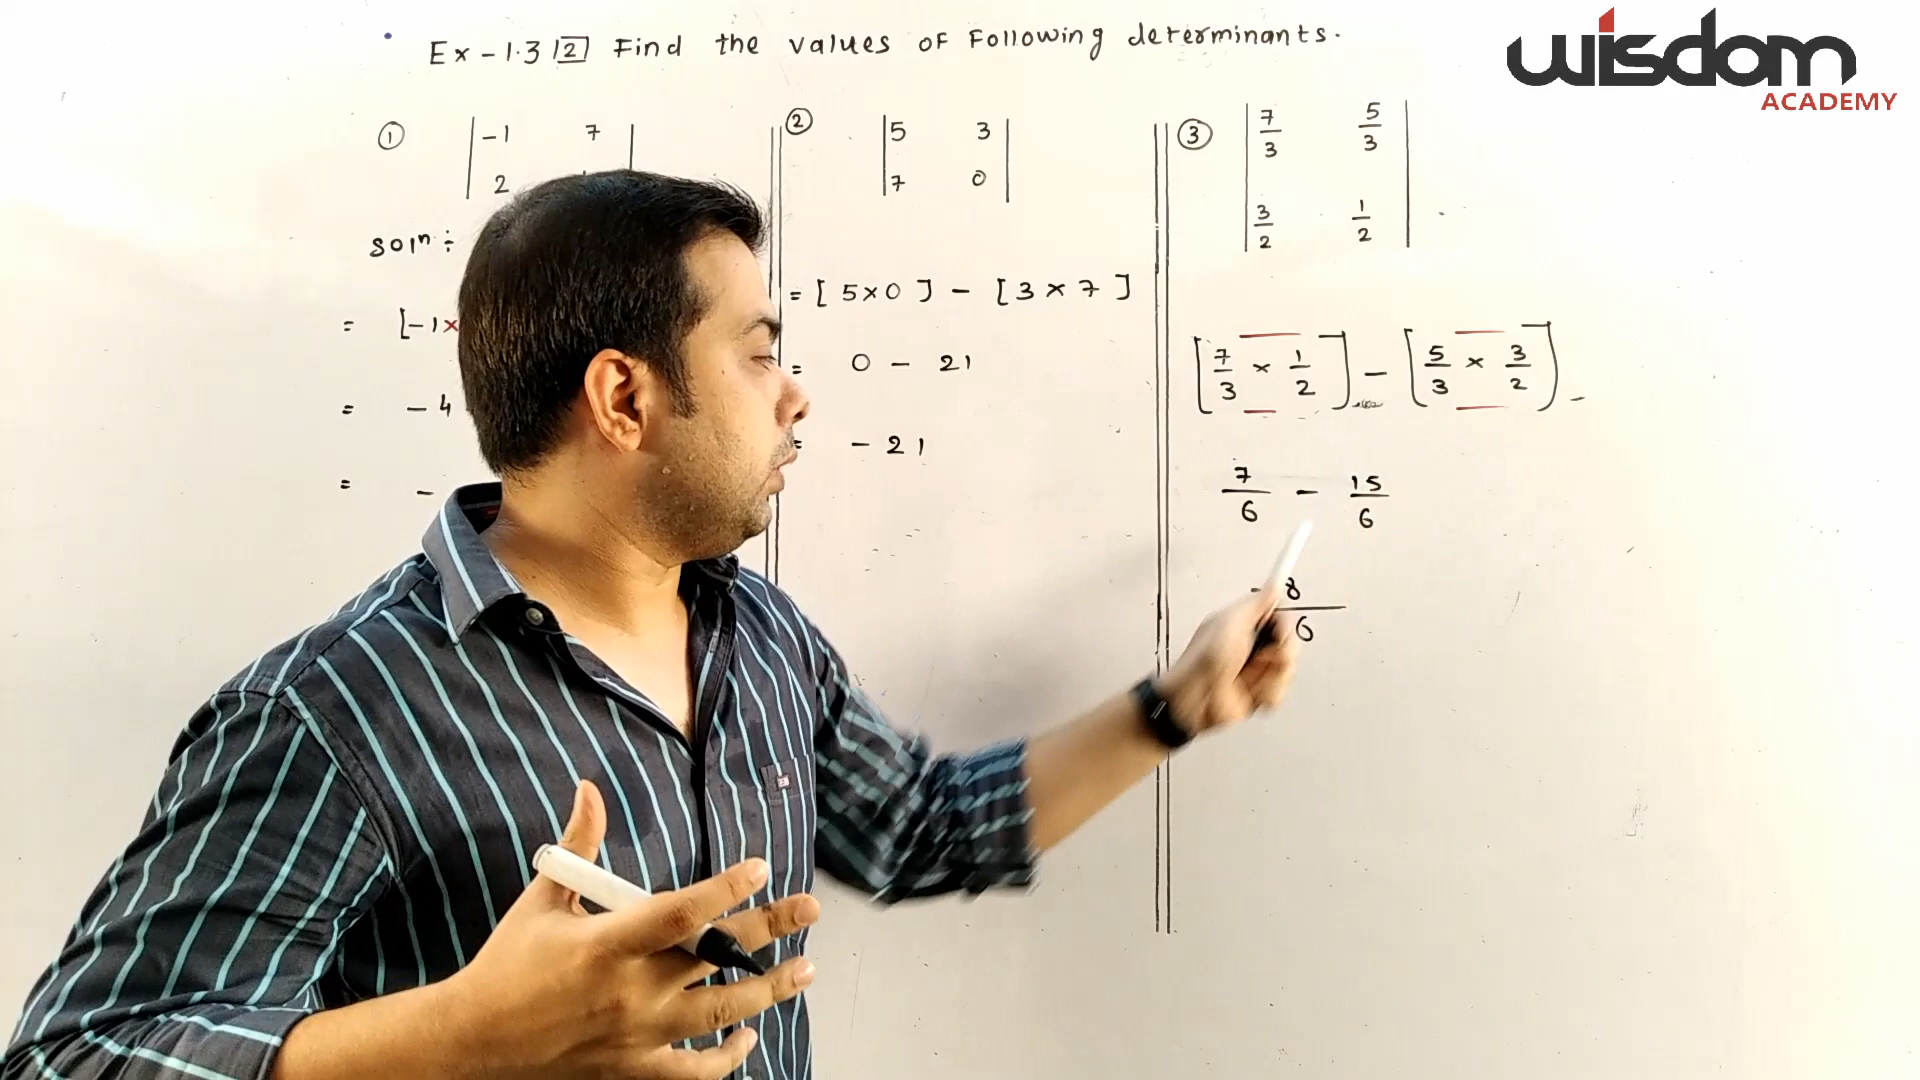 Ex - 1.3 |2| Find the values of Following determinants.
wisdom
ACADEMY
① | -1 7 |
2
Soln ÷
= [-1×
= -4
= -
② | 5 3 |
| 7 0 |
= [ 5×0 ] - [ 3 × 7 ]
= 0 - 21
= - 21
③ | 7/3 5/3 |
| 3/2 1/2 |
[ 7/3 × 1/2 ] - [ 5/3 × 3/2 ]
7/6 - 15/6
- 8/6